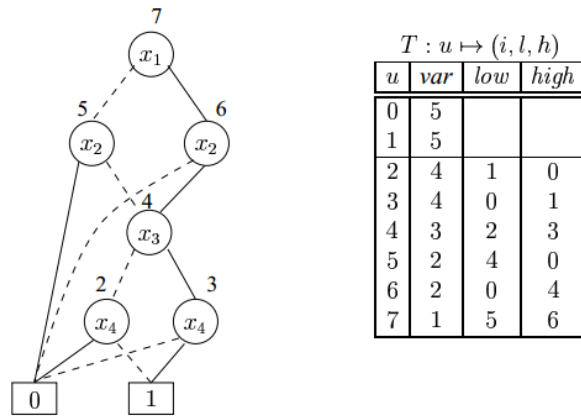 7
x₁
5
6
x₂
x₂
4
x₃
2
3
x₄
x₄
0
1
T : u ↦ (i, l, h)
u var low high
0 5
1 5
2 4 1 0
3 4 0 1
4 3 2 3
5 2 4 0
6 2 0 4
7 1 5 6